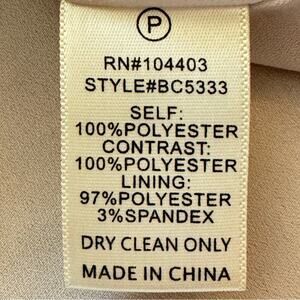 P
RN#104403
STYLE#BC5333
SELF:
100%POLYESTER
CONTRAST:
100%POLYESTER
LINING:
97%POLYESTER
3%SPANDEX
DRY CLEAN ONLY
MADE IN CHINA